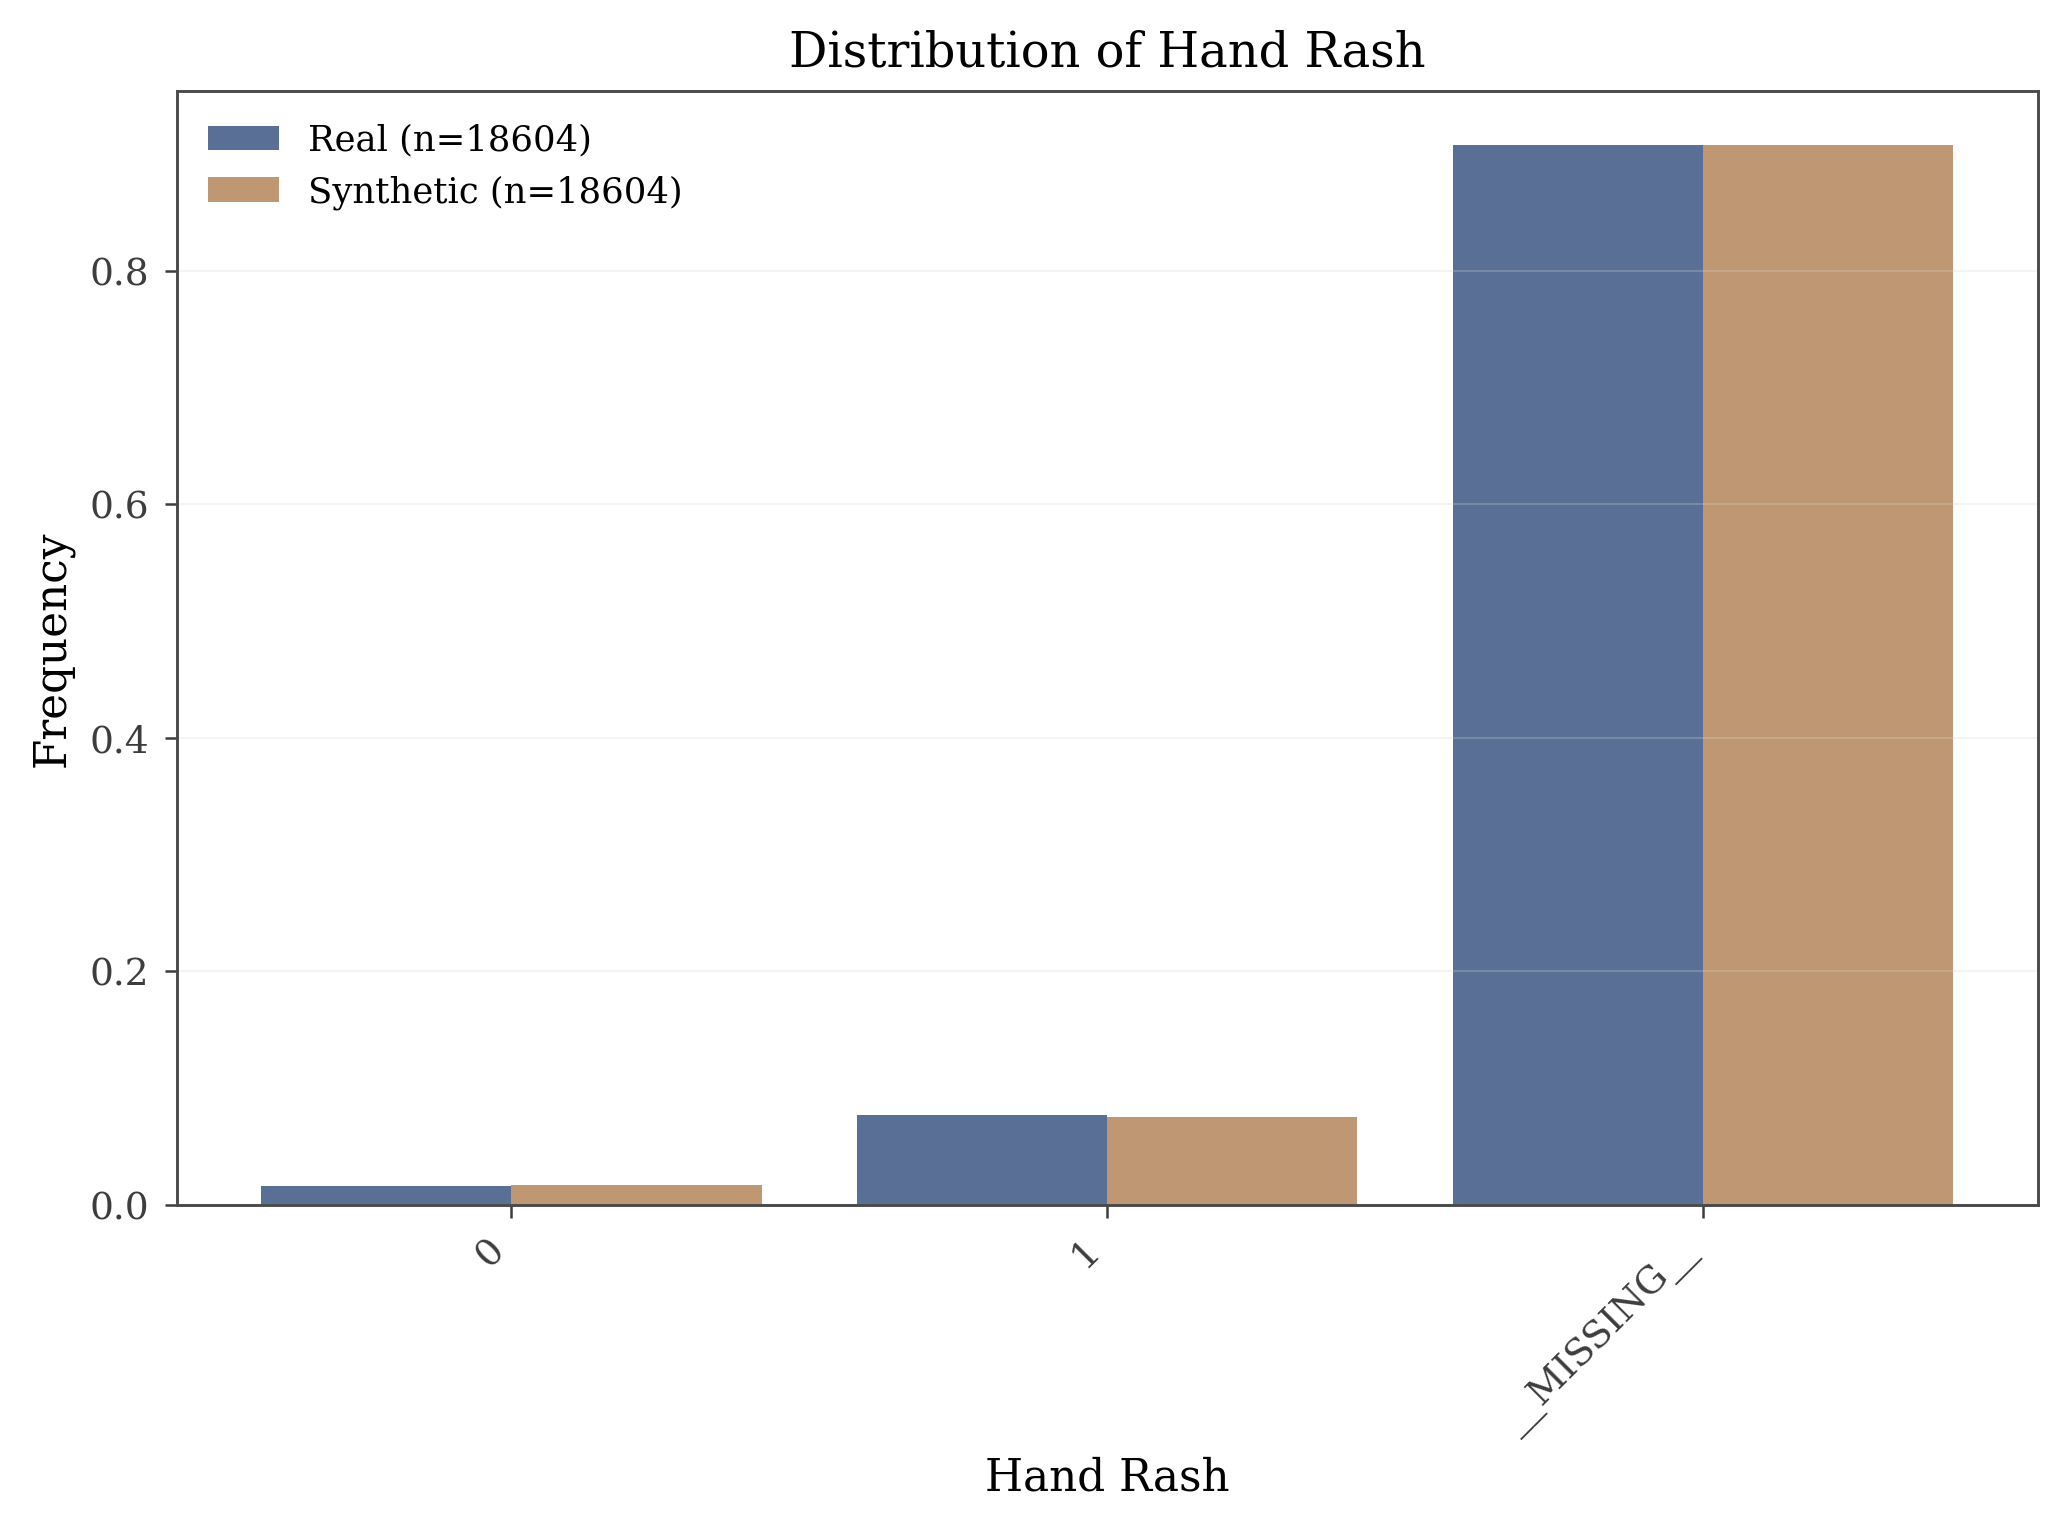 Distribution of Hand Rash
Real (n=18604)
Synthetic (n=18604)
0.8
0.6
0.4
0.2
0.0
Frequency
0
1
__MISSING__
Hand Rash